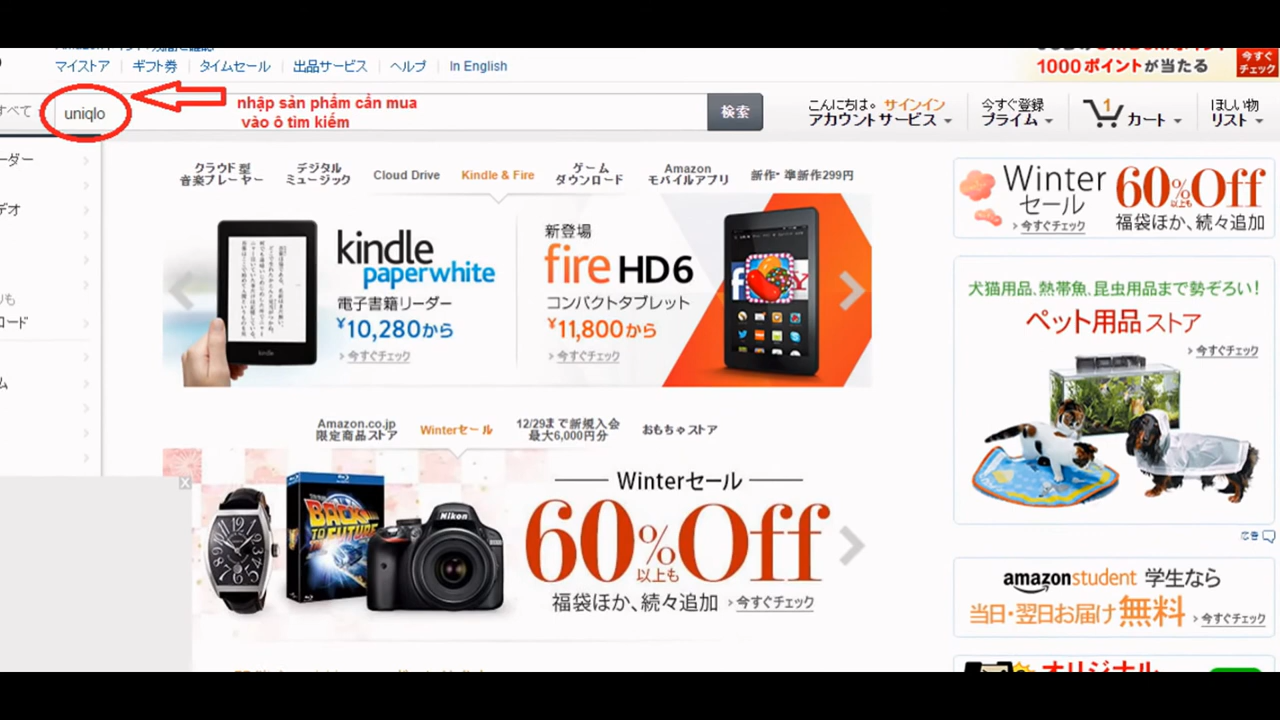 マイストア
ギフト券
タイムセール
出品サービス
ヘルプ
In English
1000ポイントが当たる
今すぐ
チェック
すべて
uniqlo
nhập sản phẩm cần mua
vào ô tìm kiếm
検索
こんにちは。サインイン
アカウントサービス
今すぐ登録
プライム
1
カート
ほしい物
リスト
クラウド型
音楽プレーヤー
デジタル
ミュージック
Cloud Drive
Kindle & Fire
ゲーム
ダウンロード
Amazon
モバイルアプリ
新作・準新作299円
kindle
paperwhite
電子書籍リーダー
¥10,280から
›今すぐチェック
kindle
新登場
fire HD6
コンパクトタブレット
¥11,800から
›今すぐチェック
Winter
セール
›今すぐチェック
60%Off
以上も
福袋ほか、続々追加
犬猫用品、熱帯魚、昆虫用品まで勢ぞろい!
ペット用品ストア
›今すぐチェック
Amazon.co.jp
限定商品ストア
Winterセール
12/29まで新規入会
最大6,000円分
おもちゃストア
BACK
TO THE
FUTURE
Nikon
Winterセール
60%Off
以上も
福袋ほか、続々追加
›今すぐチェック
広告
amazonstudent 学生なら
当日・翌日お届け無料
›今すぐチェック
オリジナル